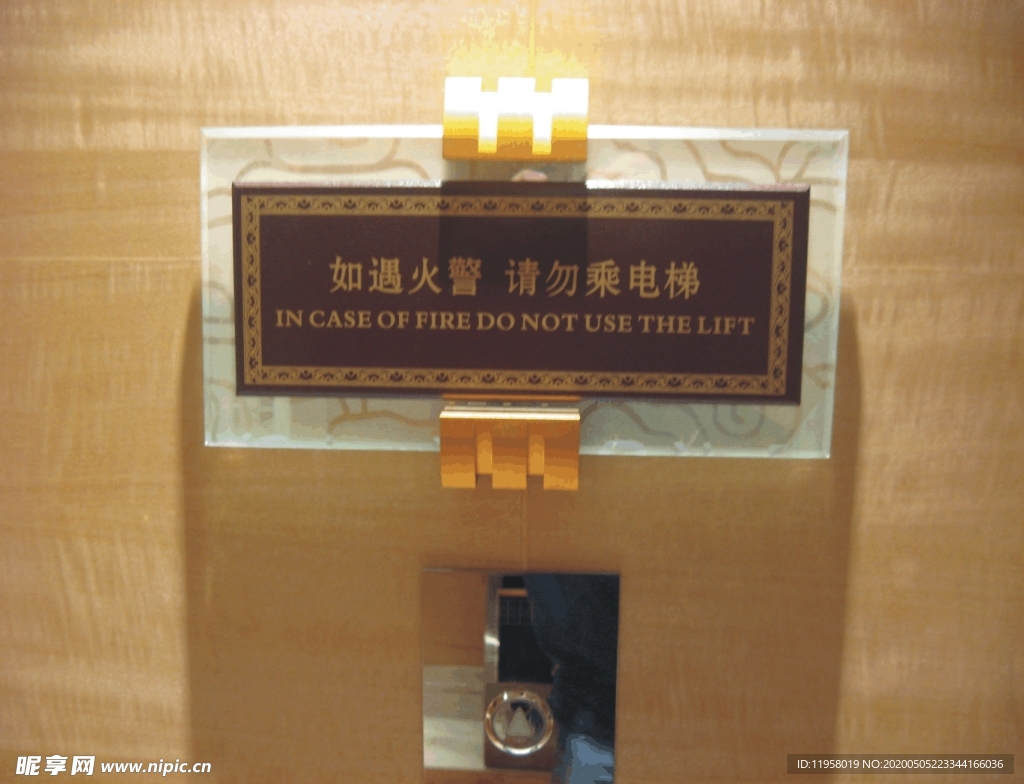 如遇火警 请勿乘电梯
IN CASE OF FIRE DO NOT USE THE LIFT
昵享网 www.nipic.cn
ID:11958019 NO:20200505223344166036